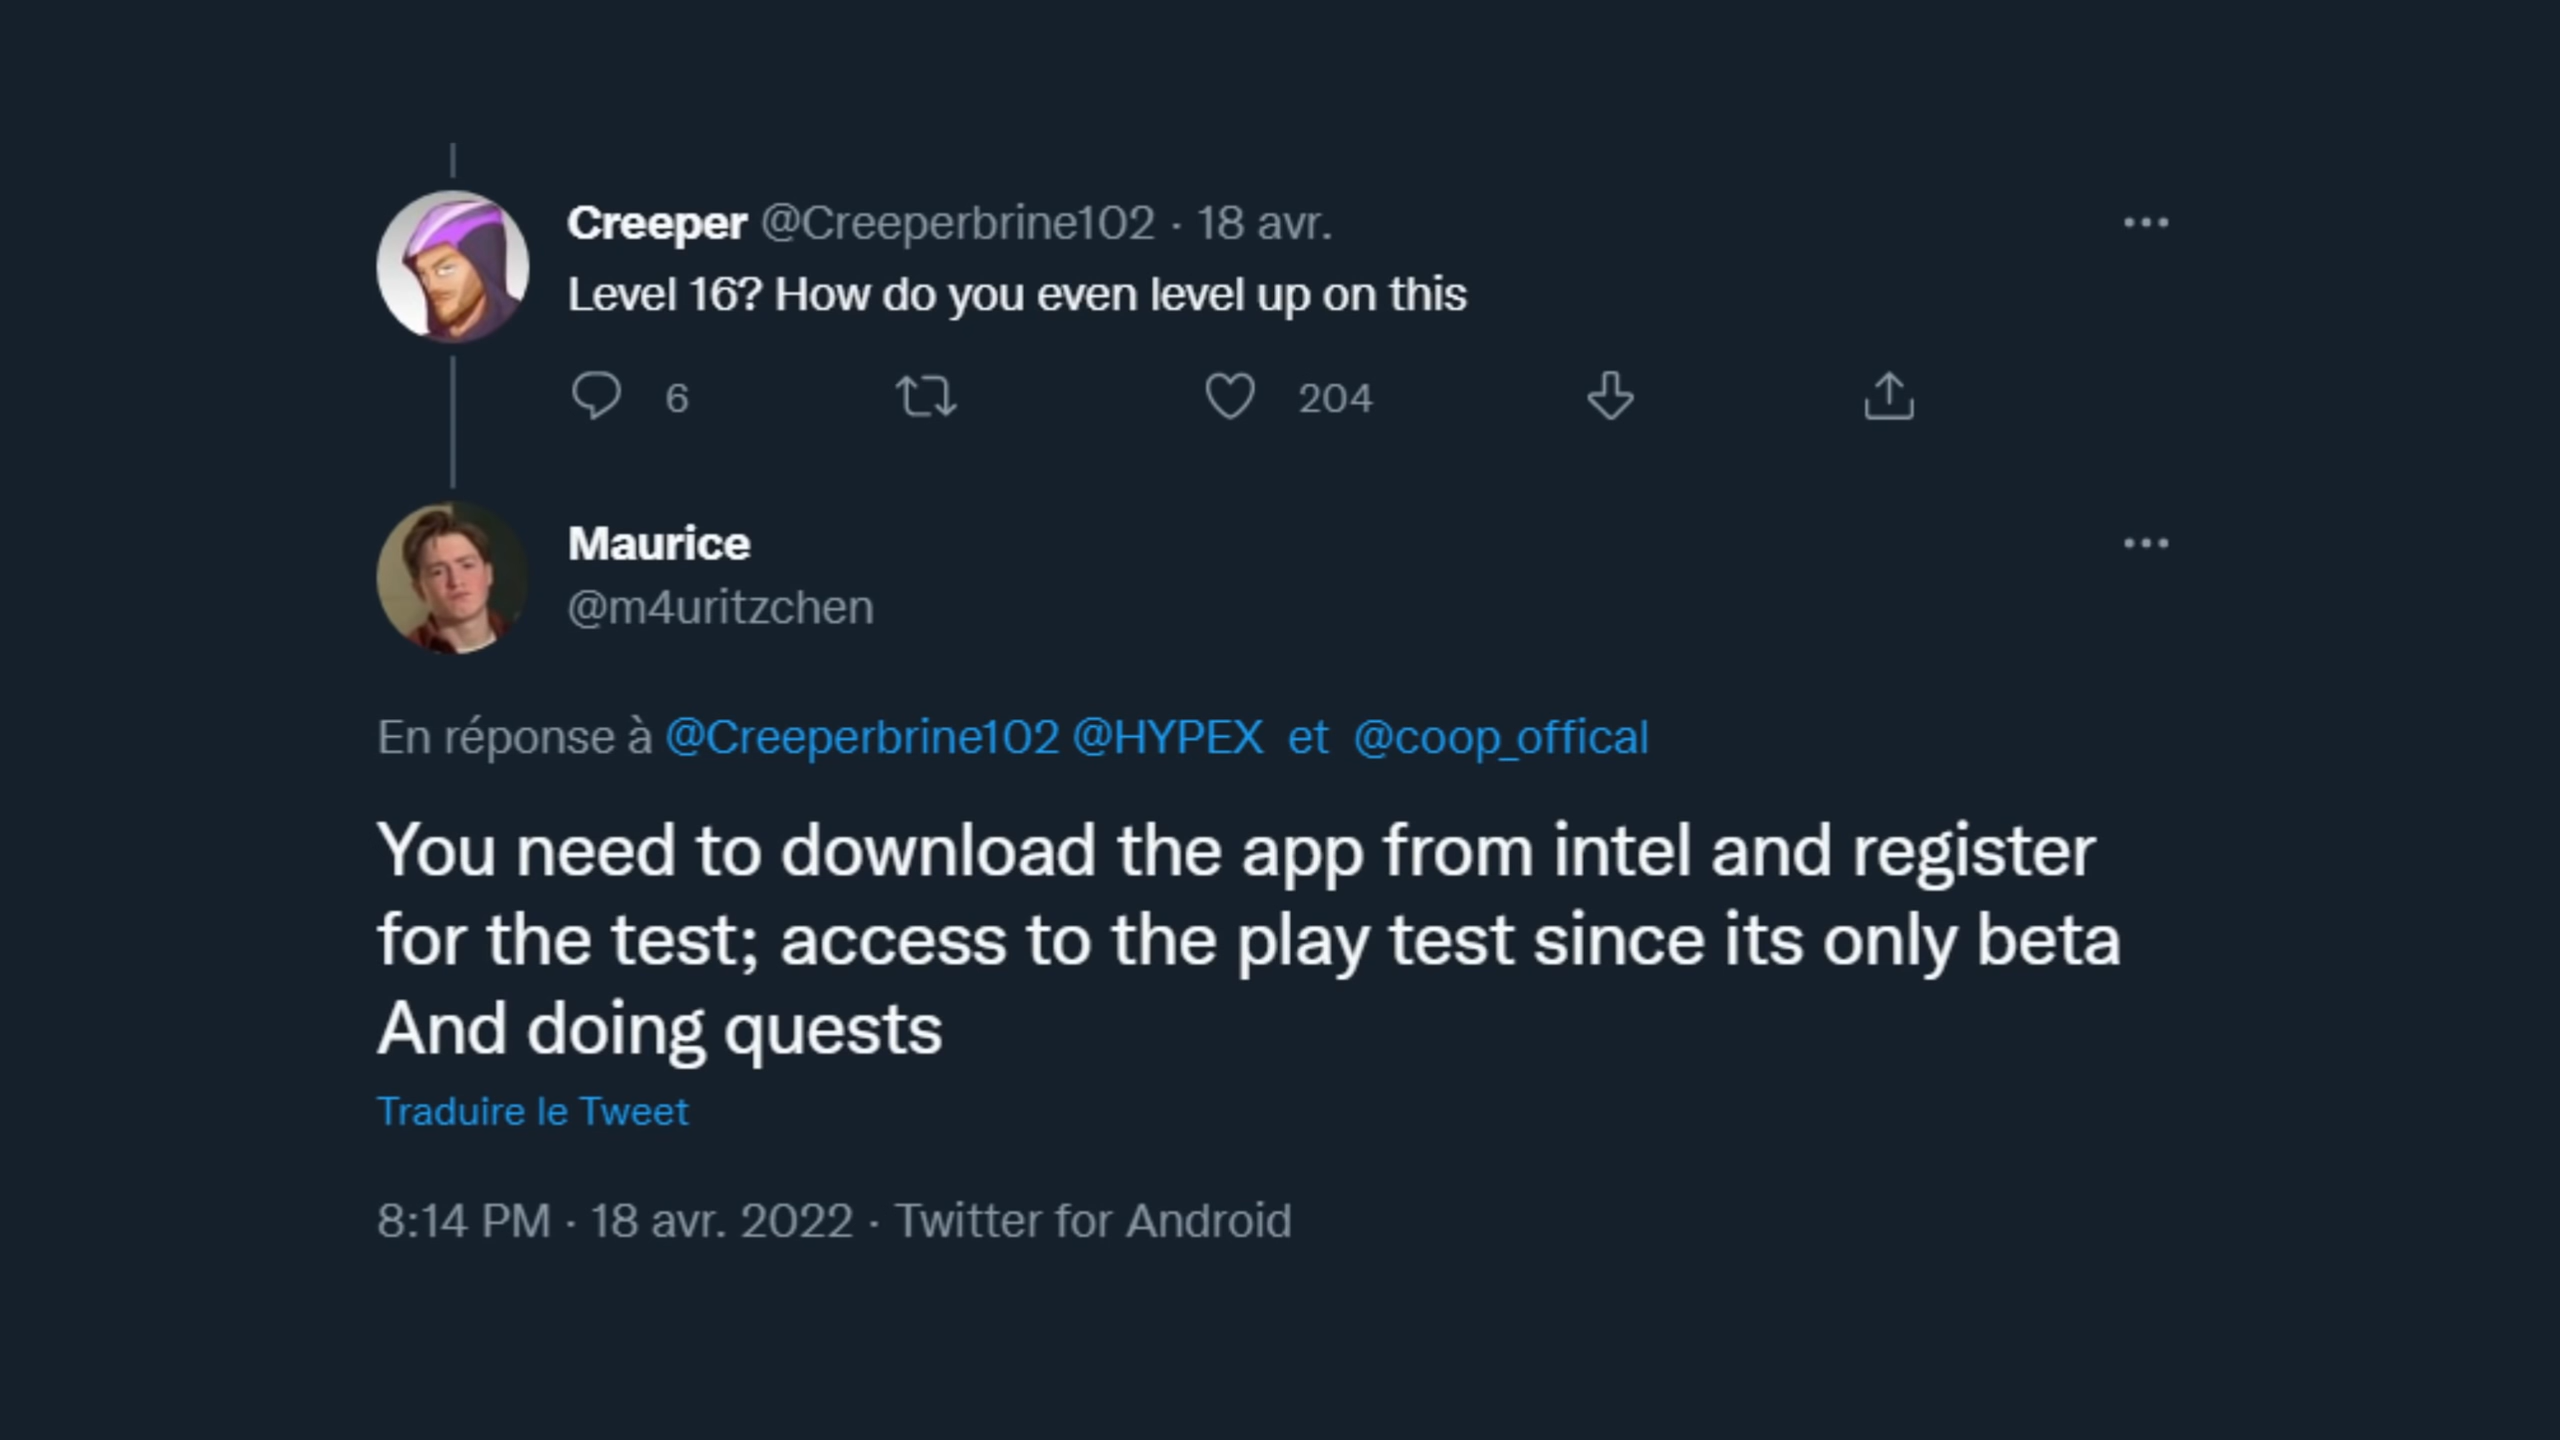 Creeper @Creeperbrine102 · 18 avr.
Level 16? How do you even level up on this
6 204
Maurice
@m4uritzchen
En réponse à @Creeperbrine102 @HYPEX et @coop_offical
You need to download the app from intel and register
for the test; access to the play test since its only beta
And doing quests
Traduire le Tweet
8:14 PM · 18 avr. 2022 · Twitter for Android